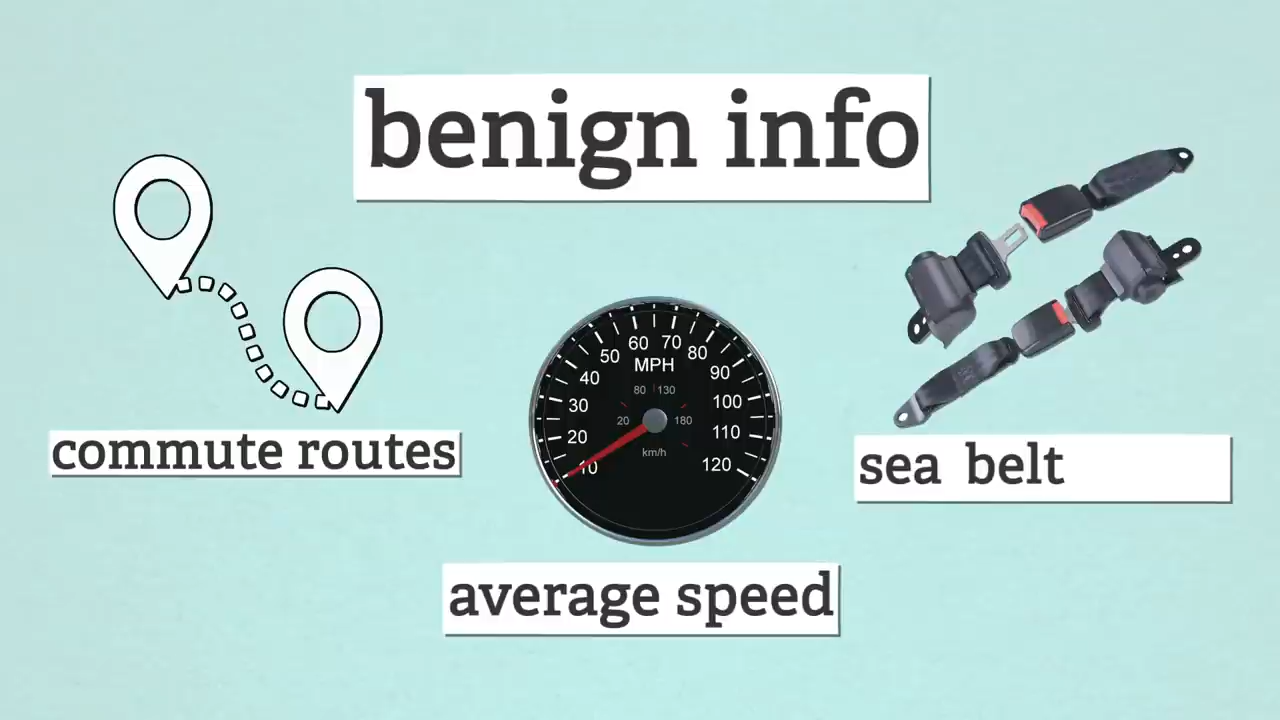 benign info
commute routes
50 60 70 80
MPH
40 90
80 130
30 100
20 180
20 110
km/h
10 120
average speed
sea belt